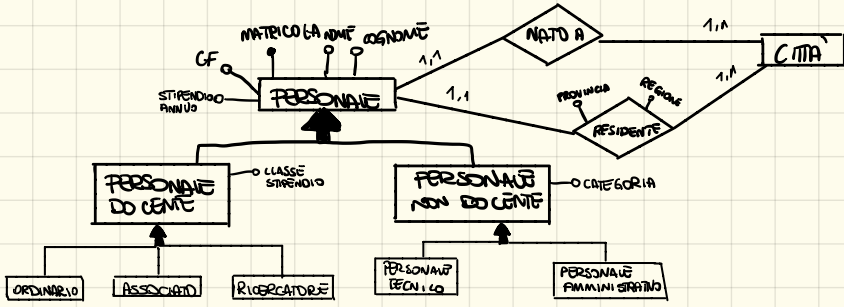 MATRICOLA NOME COGNOME
CF
STIPENDIO
ANNUO
PERSONALE
1,1
NATO A
1,N
CITTÀ
1,1
PROVINCIA
REGIONE
RESIDENTE
1,N
PERSONALE
DOCENTE
CLASSE
STIPENDIO
PERSONALE
NON DOCENTE
CATEGORIA
ORDINARIO
ASSOCIATO
RICERCATORE
PERSONALE
TECNICO
PERSONALE
AMMINISTRATIVO